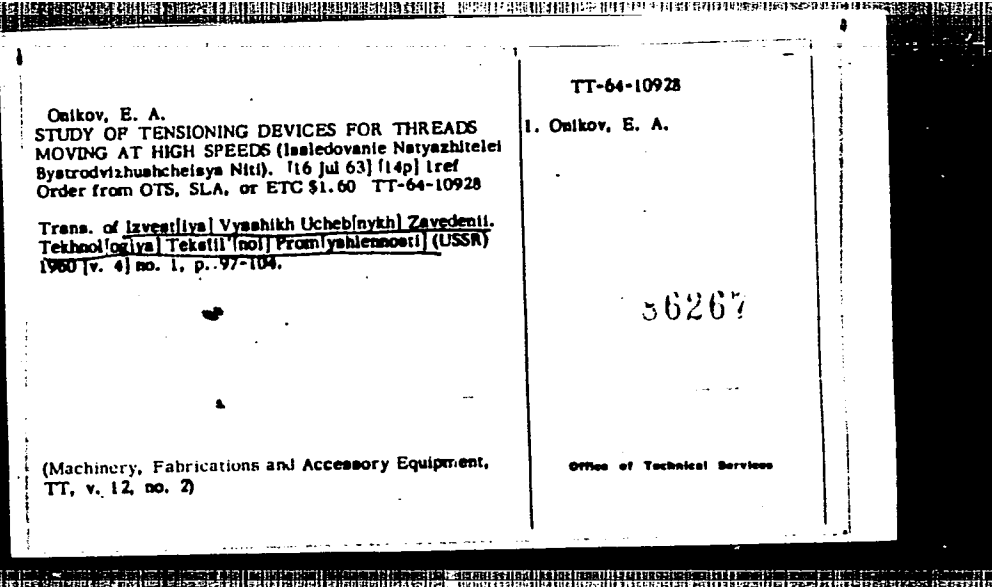 Onikov, E. A.
STUDY OF TENSIONING DEVICES FOR THREADS
MOVING AT HIGH SPEEDS (Issledovanie Natyazhitelei
Bystrodvizhushcheisya Niti). [16 Jul 63] [14p] 1ref
Order from OTS, SLA, or ETC $1.60 TT-64-10928
Trans. of Izvest[iya] Vysshikh Ucheb[nykh] Zavedenii.
Tekhnol[ogiya] Tekstil'[noi] Prom[yshlennosti] (USSR)
1960 [v. 4] no. 1, p. 97-104.
(Machinery, Fabrications and Accessory Equipment,
TT, v. 12, no. 2)
TT-64-10928
1. Onikov, E. A.
56267
Office of Technical Services